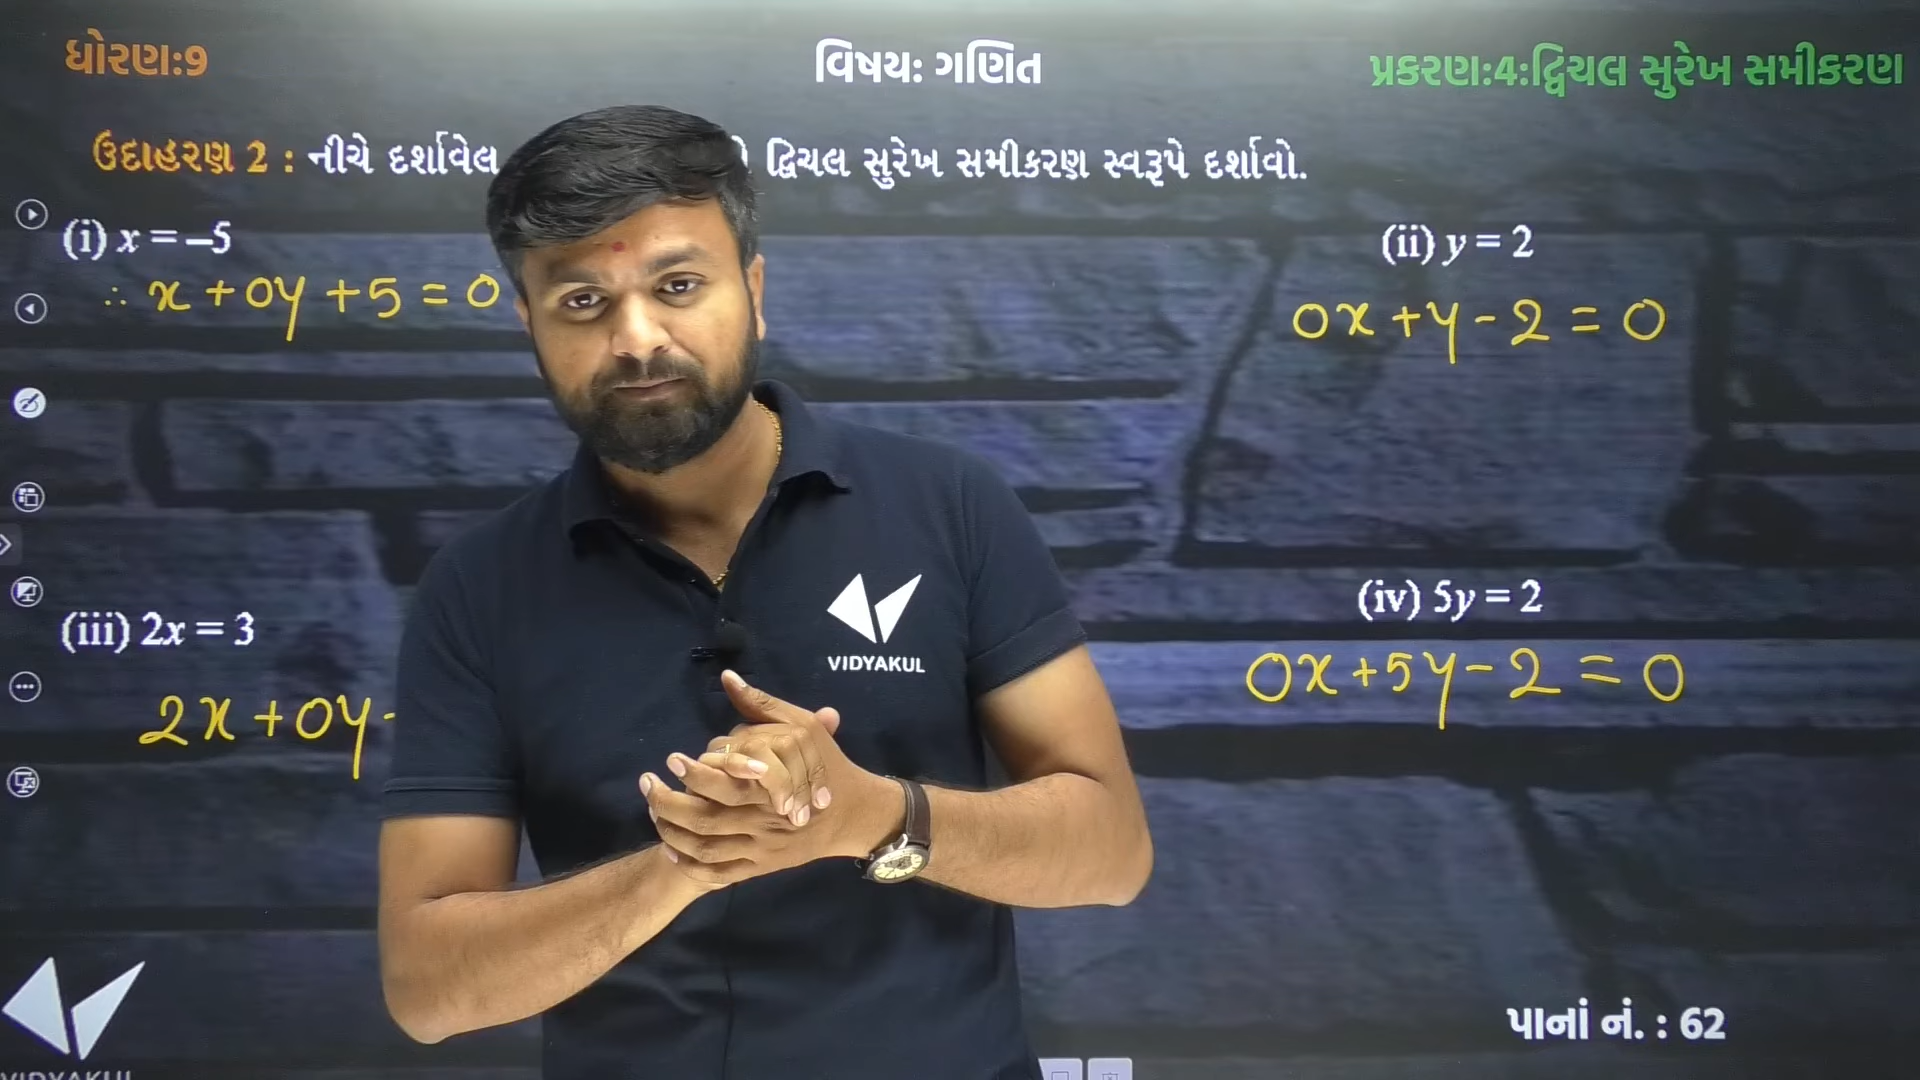 ધોરણ:9
વિષય: ગણિત
પ્રકરણ:4:દ્વિચલ સુરેખ સમીકરણ
ઉદાહરણ 2 : નીચે દર્શાવેલ દ્વિચલ સુરેખ સમીકરણ સ્વરૂપે દર્શાવો.
(i) x = –5
(ii) y = 2
∴ x + 0y + 5 = 0
0x + y - 2 = 0
(iii) 2x = 3
(iv) 5y = 2
2x + 0y -
0x + 5y - 2 = 0
VIDYAKUL
પાનાં નં. : 62
VIDYAKUL